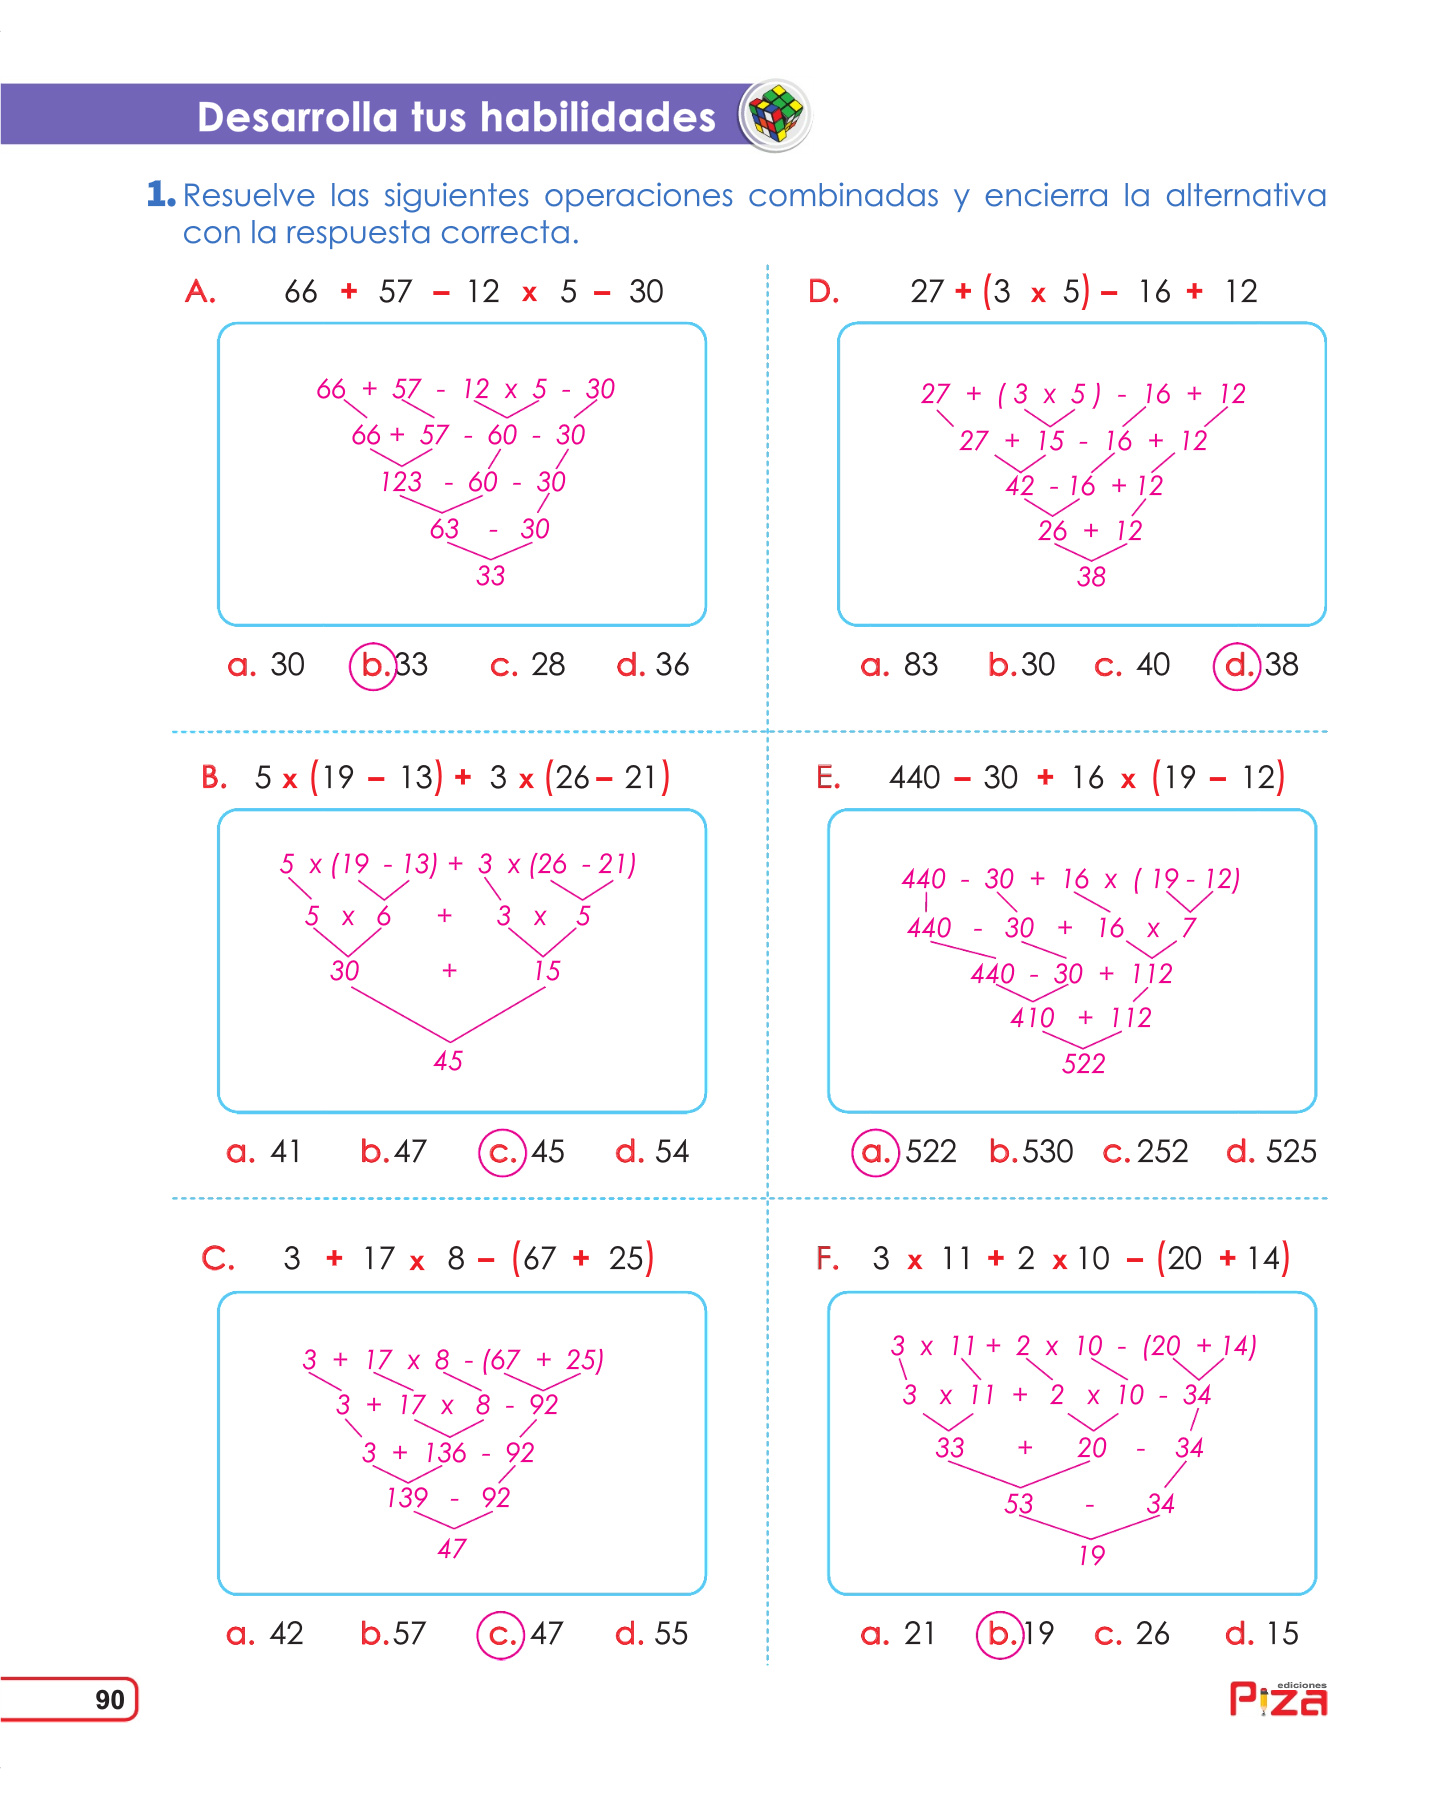 Desarrolla tus habilidades
1. Resuelve las siguientes operaciones combinadas y encierra la alternativa
con la respuesta correcta.
A. 66 + 57 – 12 x 5 – 30
66 + 57 - 12 x 5 - 30
66 + 57 - 60 - 30
123 - 60 - 30
63 - 30
33
a. 30 b. 33 c. 28 d. 36
D. 27 + (3 x 5) – 16 + 12
27 + ( 3 x 5 ) - 16 + 12
27 + 15 - 16 + 12
42 - 16 + 12
26 + 12
38
a. 83 b. 30 c. 40 d. 38
B. 5 x (19 – 13) + 3 x (26 – 21)
5 x (19 - 13) + 3 x (26 - 21)
5 x 6 + 3 x 5
30 + 15
45
a. 41 b. 47 c. 45 d. 54
E. 440 – 30 + 16 x (19 – 12)
440 - 30 + 16 x ( 19 - 12)
440 - 30 + 16 x 7
440 - 30 + 112
410 + 112
522
a. 522 b. 530 c. 252 d. 525
C. 3 + 17 x 8 – (67 + 25)
3 + 17 x 8 - (67 + 25)
3 + 17 x 8 - 92
3 + 136 - 92
139 - 92
47
a. 42 b. 57 c. 47 d. 55
F. 3 x 11 + 2 x 10 – (20 + 14)
3 x 11 + 2 x 10 - (20 + 14)
3 x 11 + 2 x 10 - 34
33 + 20 - 34
53 - 34
19
a. 21 b. 19 c. 26 d. 15
90
ediciones
Piza